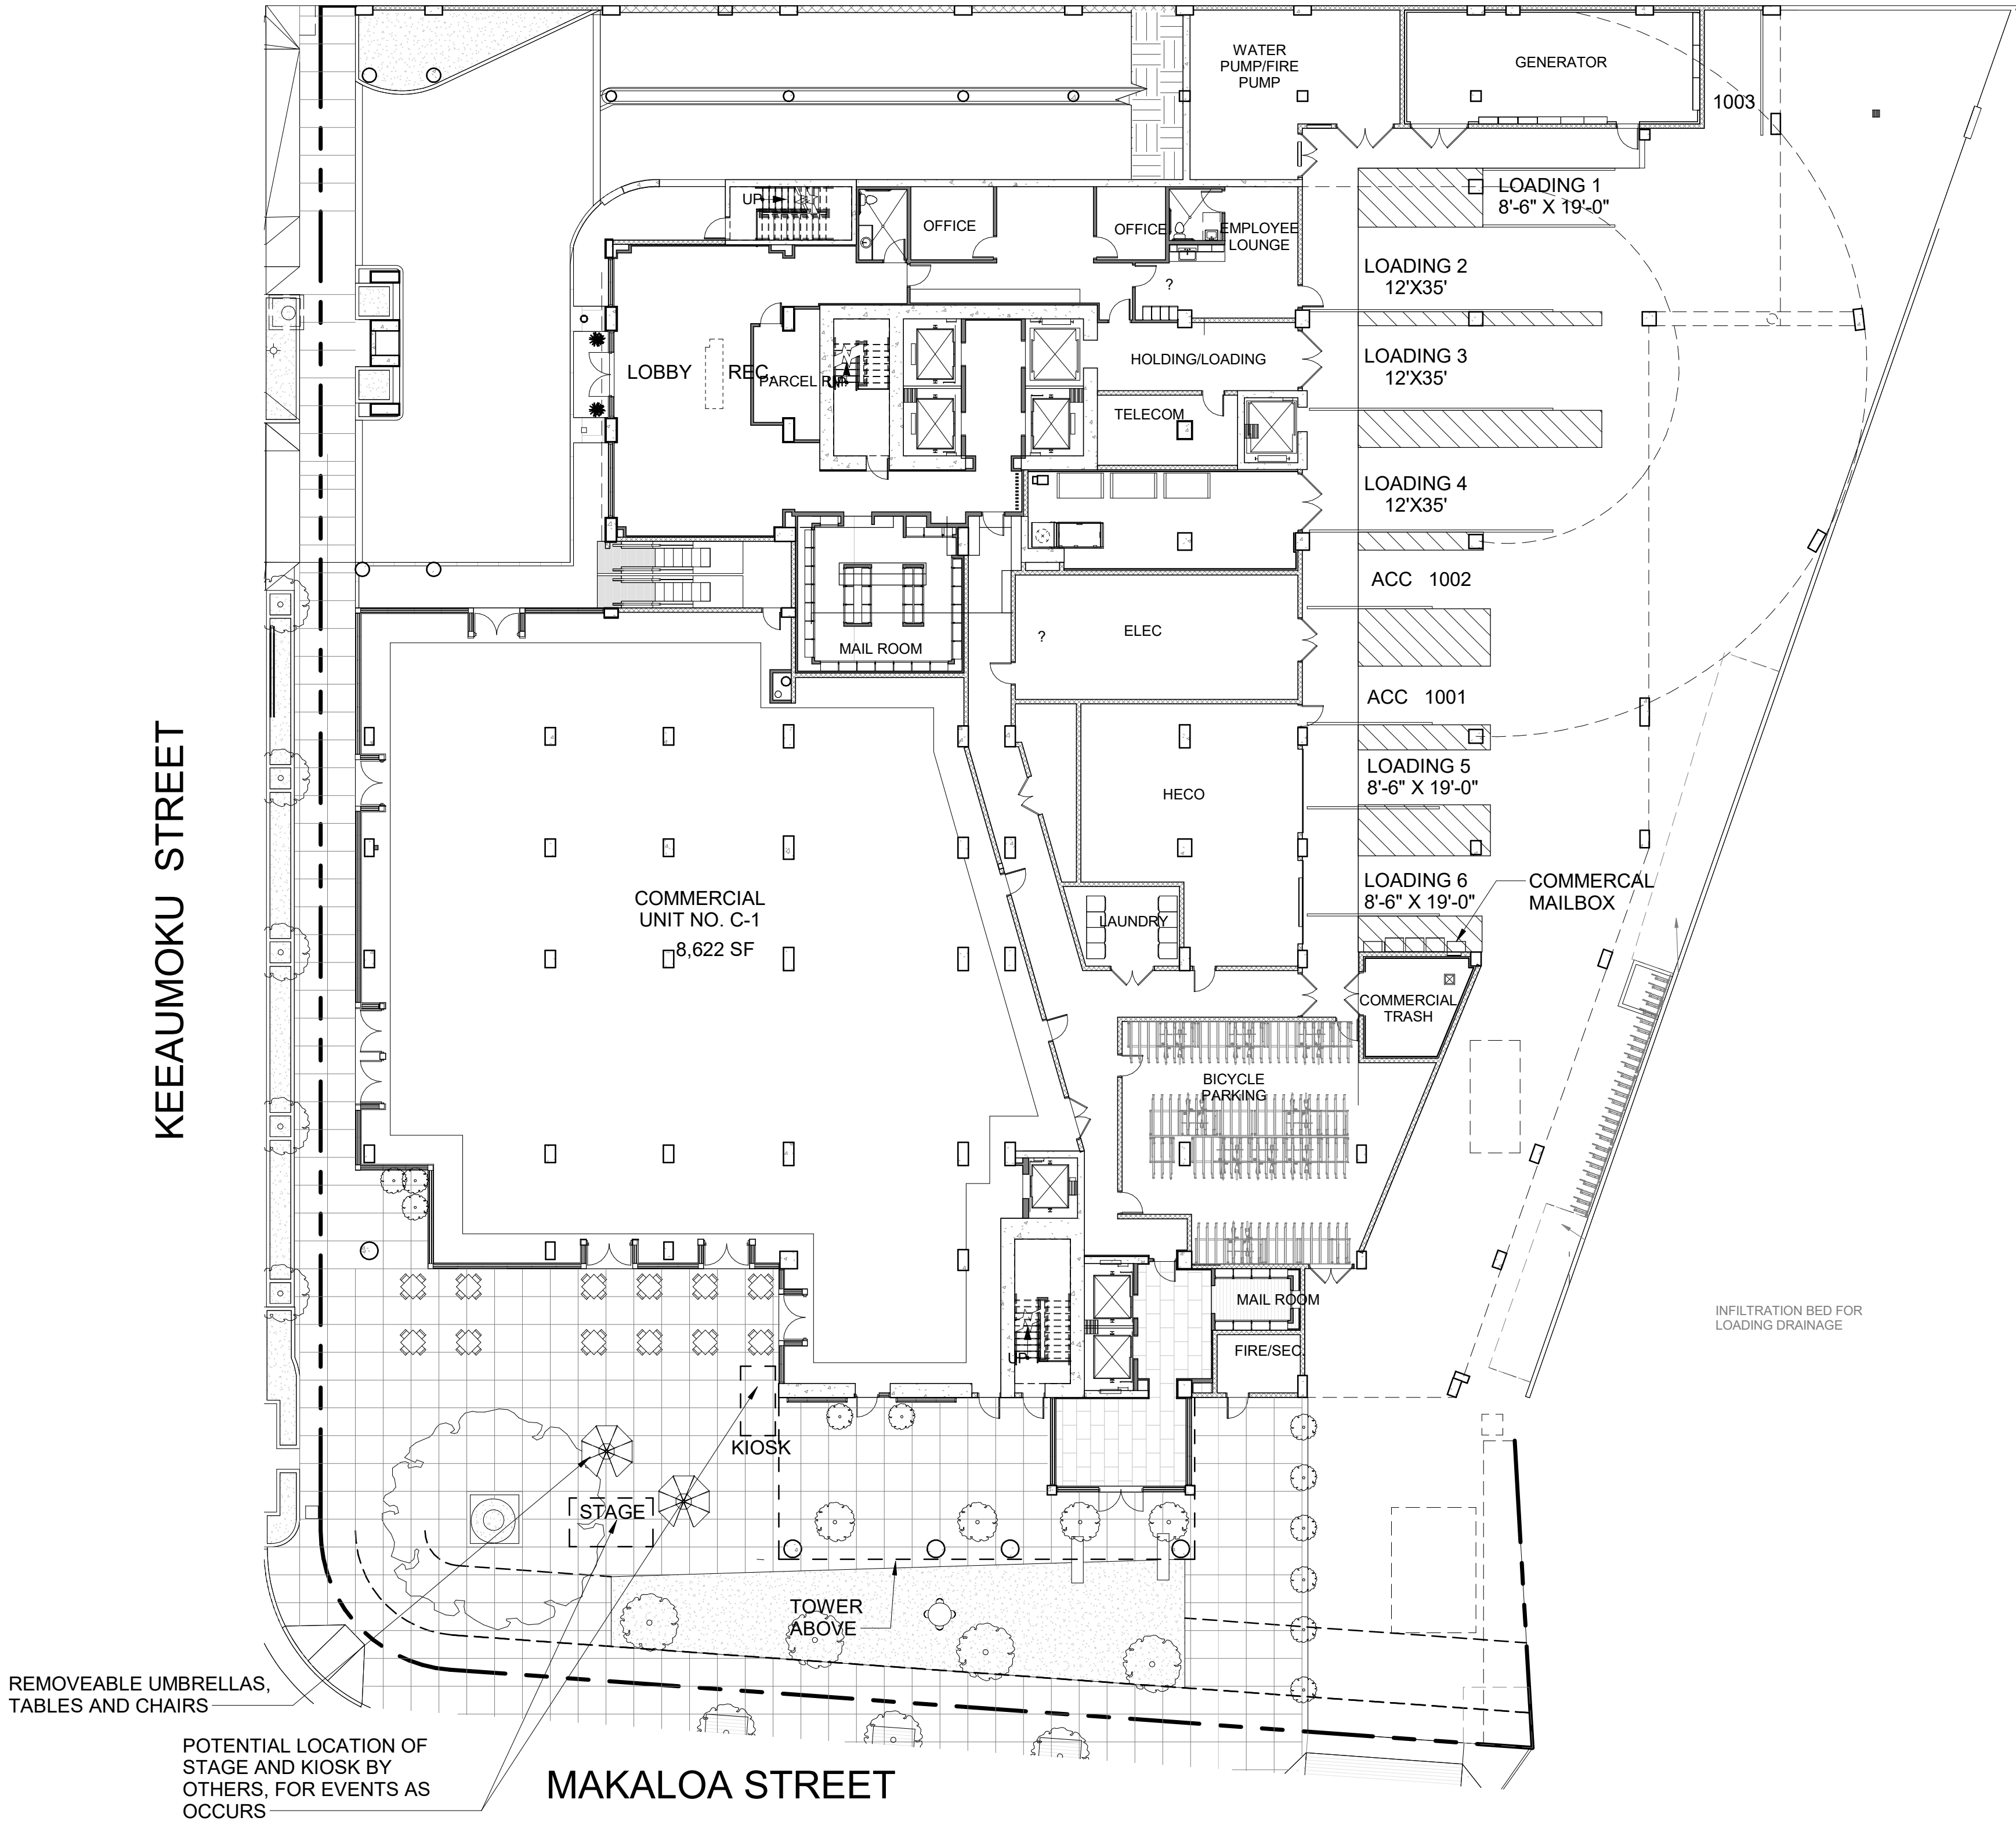 WATER
PUMP/FIRE
PUMP
GENERATOR
1003
UP
OFFICE
OFFICE
EMPLOYEE
LOUNGE
?
LOADING 1
8'-6" X 19'-0"
LOADING 2
12'X35'
LOBBY
REC.
PARCEL RM
UP
HOLDING/LOADING
LOADING 3
12'X35'
TELECOM
LOADING 4
12'X35'
ACC 1002
MAIL ROOM
?
ELEC
ACC 1001
HECO
LOADING 5
8'-6" X 19'-0"
KEEAUMOKU STREET
COMMERCIAL
UNIT NO. C-1
8,622 SF
LAUNDRY
LOADING 6
8'-6" X 19'-0"
COMMERCAL
MAILBOX
COMMERCIAL
TRASH
BICYCLE
PARKING
MAIL ROOM
FIRE/SEC.
UP
INFILTRATION BED FOR
LOADING DRAINAGE
KIOSK
STAGE
TOWER
ABOVE
REMOVEABLE UMBRELLAS,
TABLES AND CHAIRS
POTENTIAL LOCATION OF
STAGE AND KIOSK BY
OTHERS, FOR EVENTS AS
OCCURS
MAKALOA STREET